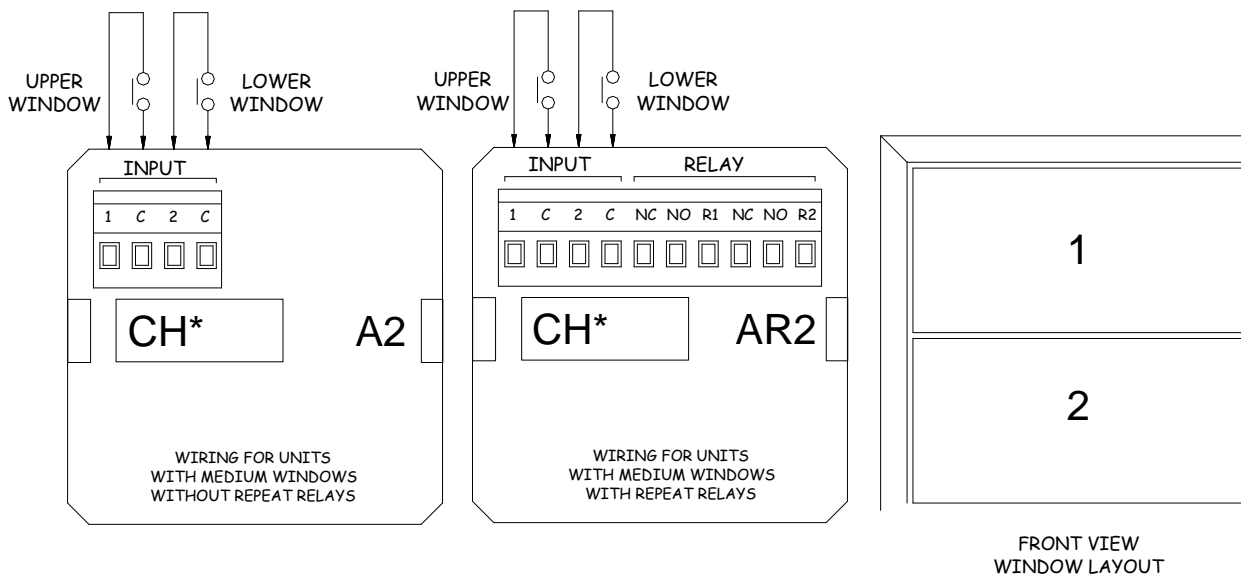 UPPER
WINDOW
LOWER
WINDOW
INPUT
1 C 2 C
CH*
A2
WIRING FOR UNITS
WITH MEDIUM WINDOWS
WITHOUT REPEAT RELAYS
UPPER
WINDOW
LOWER
WINDOW
INPUT
RELAY
1 C 2 C NC NO R1 NC NO R2
CH*
AR2
WIRING FOR UNITS
WITH MEDIUM WINDOWS
WITH REPEAT RELAYS
1
2
FRONT VIEW
WINDOW LAYOUT